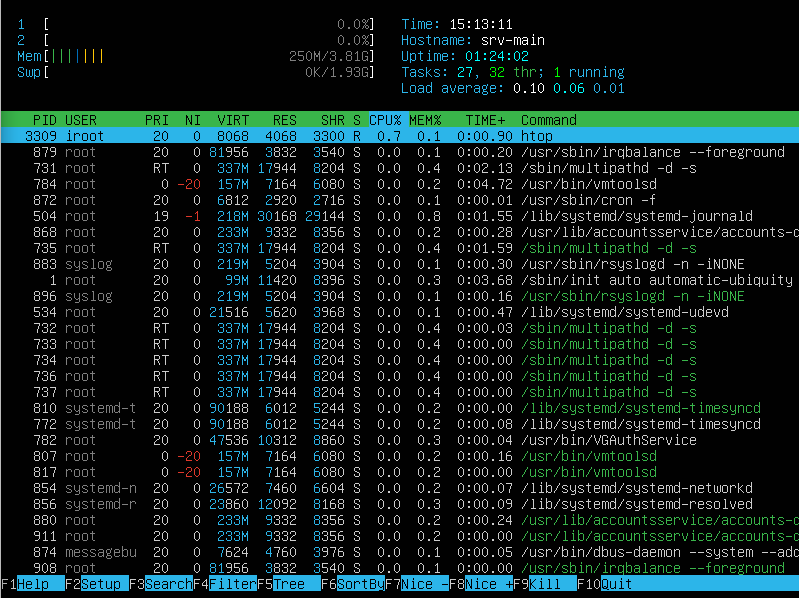 1 [ 0.0%] Time: 15:13:11
2 [ 0.0%] Hostname: srv-main
Mem[||||||| 250M/3.81G] Uptime: 01:24:02
Swp[ 0K/1.93G] Tasks: 27, 32 thr; 1 running
Load average: 0.10 0.06 0.01
PID USER PRI NI VIRT RES SHR S CPU% MEM% TIME+ Command
3309 iroot 20 0 8068 4068 3300 R 0.7 0.1 0:00.90 htop
879 root 20 0 81956 3832 3540 S 0.0 0.1 0:00.20 /usr/sbin/irqbalance --foreground
731 root RT 0 337M 17944 8204 S 0.0 0.4 0:02.13 /sbin/multipathd -d -s
784 root 0 -20 157M 7164 6080 S 0.0 0.2 0:04.72 /usr/bin/vmtoolsd
872 root 20 0 6812 2920 2716 S 0.0 0.1 0:00.01 /usr/sbin/cron -f
504 root 19 -1 218M 30168 29144 S 0.0 0.8 0:01.55 /lib/systemd/systemd-journald
868 root 20 0 233M 9332 8356 S 0.0 0.2 0:00.28 /usr/lib/accountsservice/accounts-d
735 root RT 0 337M 17944 8204 S 0.0 0.4 0:01.59 /sbin/multipathd -d -s
883 syslog 20 0 219M 5204 3904 S 0.0 0.1 0:00.30 /usr/sbin/rsyslogd -n -iNONE
1 root 20 0 99M 11420 8396 S 0.0 0.3 0:03.68 /sbin/init auto automatic-ubiquity
896 syslog 20 0 219M 5204 3904 S 0.0 0.1 0:00.16 /usr/sbin/rsyslogd -n -iNONE
534 root 20 0 21516 5620 3968 S 0.0 0.1 0:00.47 /lib/systemd/systemd-udevd
732 root RT 0 337M 17944 8204 S 0.0 0.4 0:00.03 /sbin/multipathd -d -s
733 root RT 0 337M 17944 8204 S 0.0 0.4 0:00.00 /sbin/multipathd -d -s
734 root RT 0 337M 17944 8204 S 0.0 0.4 0:00.00 /sbin/multipathd -d -s
736 root RT 0 337M 17944 8204 S 0.0 0.4 0:00.00 /sbin/multipathd -d -s
737 root RT 0 337M 17944 8204 S 0.0 0.4 0:00.00 /sbin/multipathd -d -s
810 systemd-t 20 0 90188 6012 5244 S 0.0 0.2 0:00.00 /lib/systemd/systemd-timesyncd
772 systemd-t 20 0 90188 6012 5244 S 0.0 0.2 0:00.08 /lib/systemd/systemd-timesyncd
782 root 20 0 47536 10312 8860 S 0.0 0.3 0:00.04 /usr/bin/VGAuthService
807 root 0 -20 157M 7164 6080 S 0.0 0.2 0:00.16 /usr/bin/vmtoolsd
817 root 0 -20 157M 7164 6080 S 0.0 0.2 0:00.00 /usr/bin/vmtoolsd
854 systemd-n 20 0 26572 7460 6604 S 0.0 0.2 0:00.07 /lib/systemd/systemd-networkd
856 systemd-r 20 0 23860 12092 8168 S 0.0 0.3 0:00.09 /lib/systemd/systemd-resolved
880 root 20 0 233M 9332 8356 S 0.0 0.2 0:00.24 /usr/lib/accountsservice/accounts-d
911 root 20 0 233M 9332 8356 S 0.0 0.2 0:00.00 /usr/lib/accountsservice/accounts-d
874 messagebu 20 0 7624 4760 3976 S 0.0 0.1 0:00.05 /usr/bin/dbus-daemon --system --add
908 root 20 0 81956 3832 3540 S 0.0 0.1 0:00.00 /usr/sbin/irqbalance --foreground
F1Help F2Setup F3SearchF4FilterF5Tree F6SortByF7Nice -F8Nice +F9Kill F10Quit